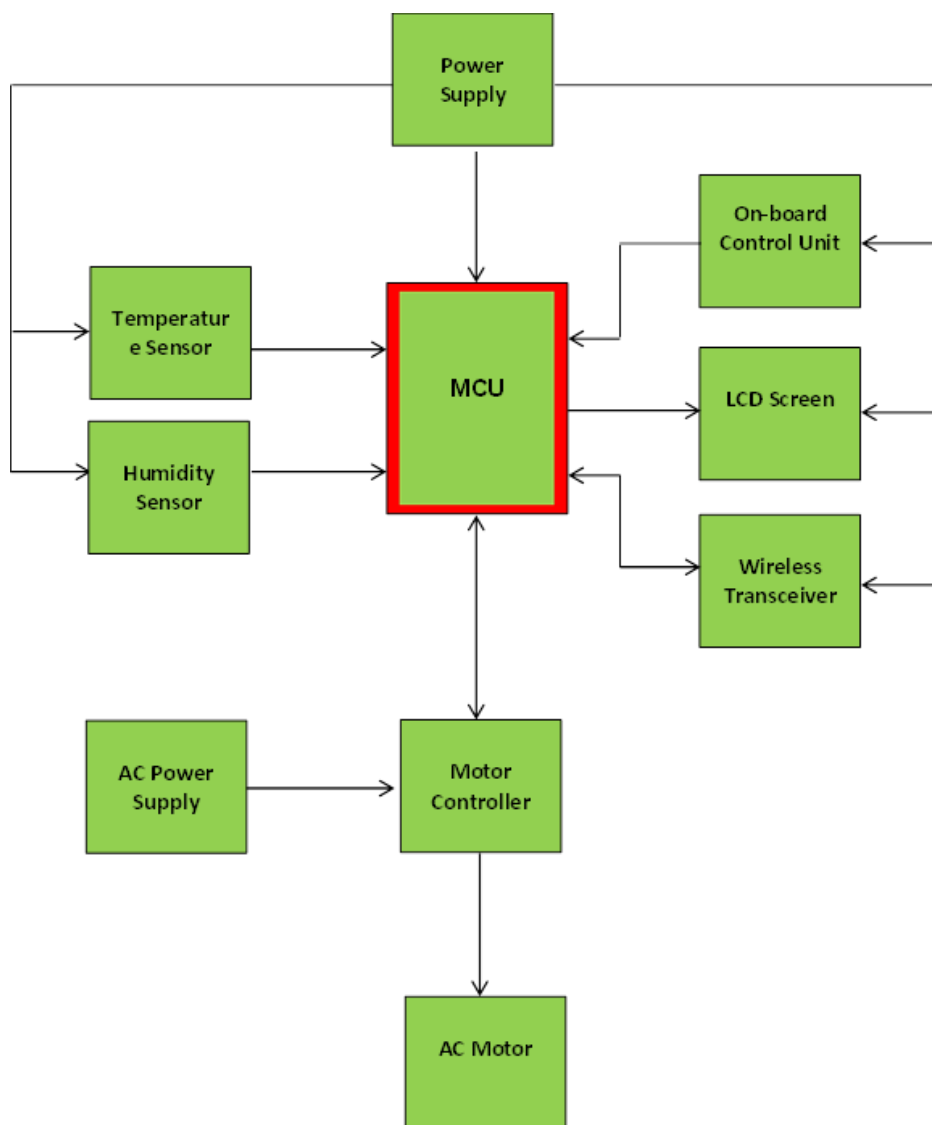 Power
Supply
On-board
Control Unit
Temperatur
e Sensor
MCU
LCD Screen
Humidity
Sensor
Wireless
Transceiver
AC Power
Supply
Motor
Controller
AC Motor